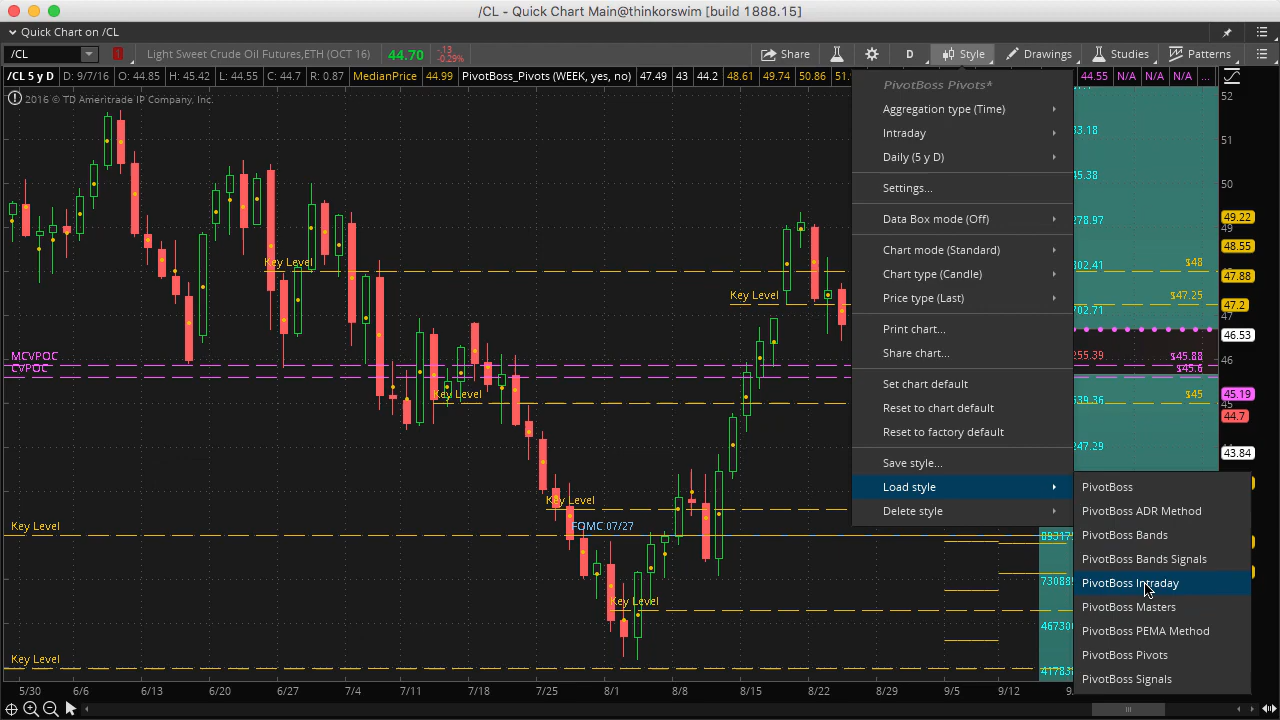 /CL - Quick Chart Main@thinkorswim [build 1888.15]
Quick Chart on /CL
/CL
1
Light Sweet Crude Oil Futures,ETH (OCT 16)
44.70
-.13
-0.29%
Share
D
Style
Drawings
Studies
Patterns
/CL 5 y D
D: 9/7/16
O: 44.85
H: 45.42
L: 44.55
C: 44.7
R: 0.87
MedianPrice
44.99
PivotBoss_Pivots (WEEK, yes, no)
47.49
43
44.2
48.61
49.74
50.86
44.55
N/A
N/A
N/A
...
2016 © TD Ameritrade IP Company, Inc.
PivotBoss Pivots*
Aggregation type (Time)
Intraday
Daily (5 y D)
Settings...
Data Box mode (Off)
Chart mode (Standard)
Chart type (Candle)
Price type (Last)
Print chart...
Share chart...
Set chart default
Reset to chart default
Reset to factory default
Save style...
Load style
Delete style
PivotBoss
PivotBoss ADR Method
PivotBoss Bands
PivotBoss Bands Signals
PivotBoss Intraday
PivotBoss Masters
PivotBoss PEMA Method
PivotBoss Pivots
PivotBoss Signals
Key Level
Key Level
MCVPOC
CVPOC
Key Level
Key Level
FOMC 07/27
Key Level
Key Level
Key Level
$48
$47.25
$45.88
$45.6
$45
52
50
49.22
49
48.55
47.88
47.2
47
46.53
46
45.19
44.7
43.84
5/30
6/6
6/13
6/20
6/27
7/4
7/11
7/18
7/25
8/1
8/8
8/15
8/22
8/29
9/5
9/12